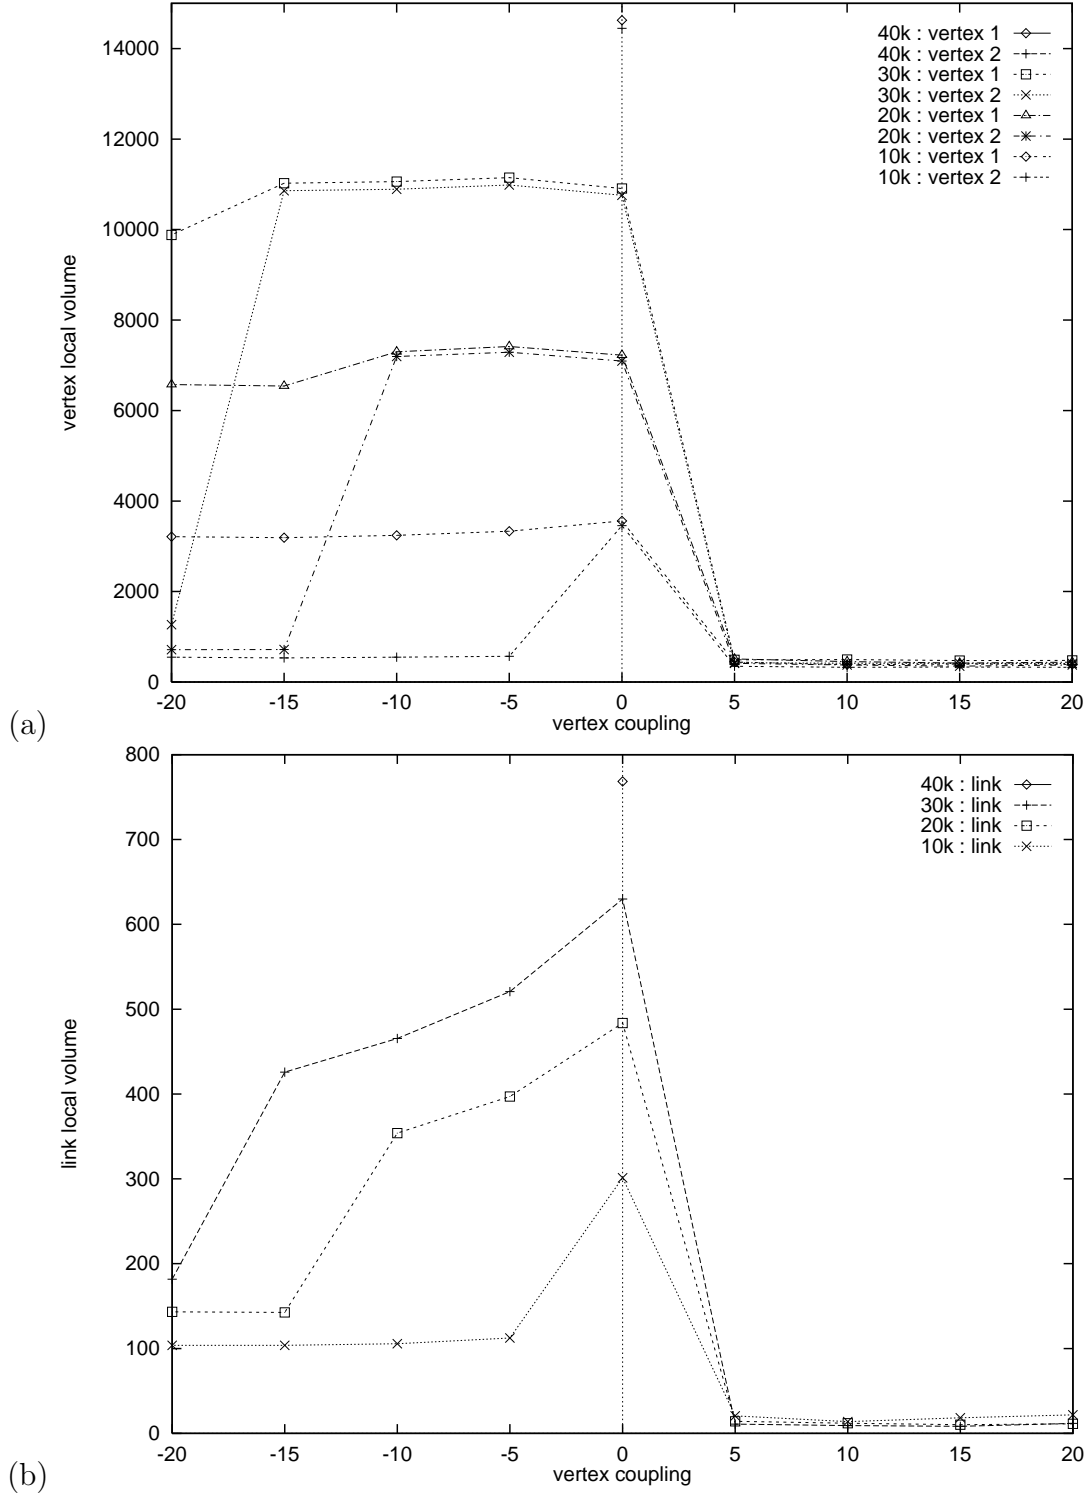 14000
12000
10000
8000
6000
4000
2000
0
vertex local volume
-20 -15 -10 -5 0 5 10 15 20
vertex coupling
40k : vertex 1
40k : vertex 2
30k : vertex 1
30k : vertex 2
20k : vertex 1
20k : vertex 2
10k : vertex 1
10k : vertex 2
(a)
800
700
600
500
400
300
200
100
0
link local volume
-20 -15 -10 -5 0 5 10 15 20
vertex coupling
40k : link
30k : link
20k : link
10k : link
(b)